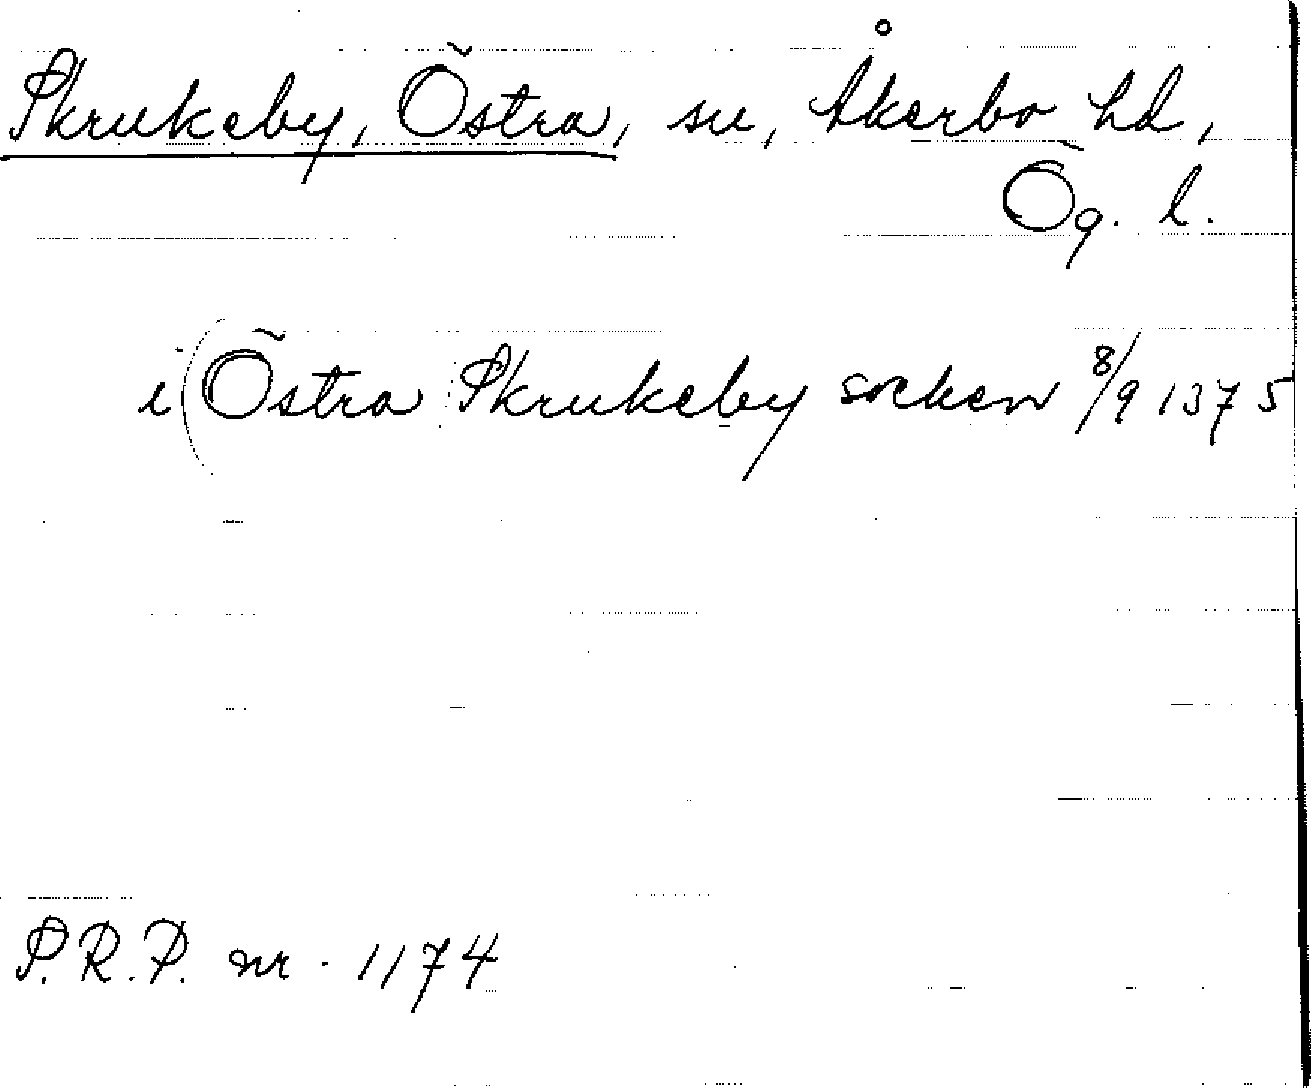 Skrukeby, Östra, sn, Åkerbo hd,
Ög. l.
i (Östra Skrukeby socken 8/9 1375
P.R.P. nr. 1174